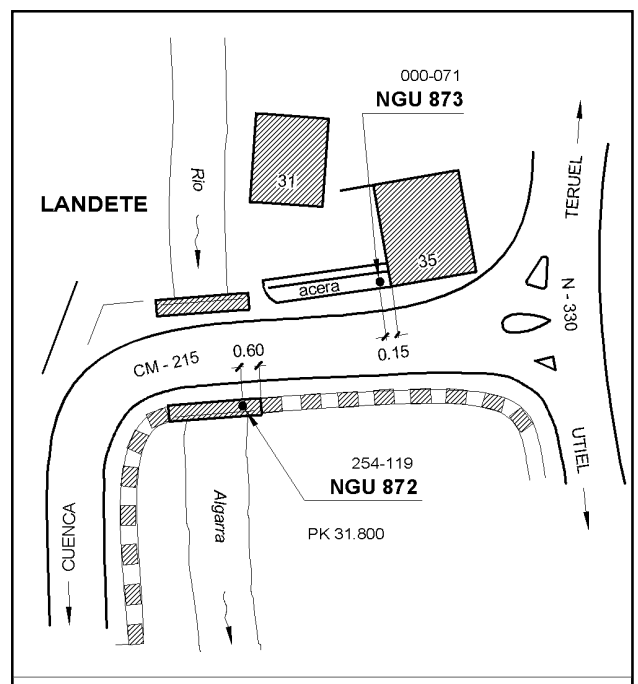 000-071
NGU 873
TERUEL
Río
31
LANDETE
35
acera
N - 330
0.60
0.15
CM - 215
UTIEL
254-119
NGU 872
Algarra
CUENCA
PK 31.800